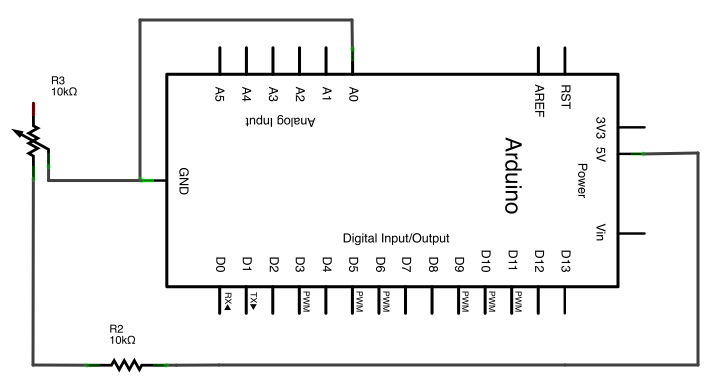 R3
10kΩ
A5
A4
A3
A2
A1
A0
AREF
RST
Analog Input
3V3
5V
Power
Vin
GND
Arduino
Digital Input/Output
D0
D1
D2
D3
D4
D5
D6
D7
D8
D9
D10
D11
D12
D13
RX◀
TX▶
PWM
PWM
PWM
PWM
PWM
PWM
R2
10kΩ